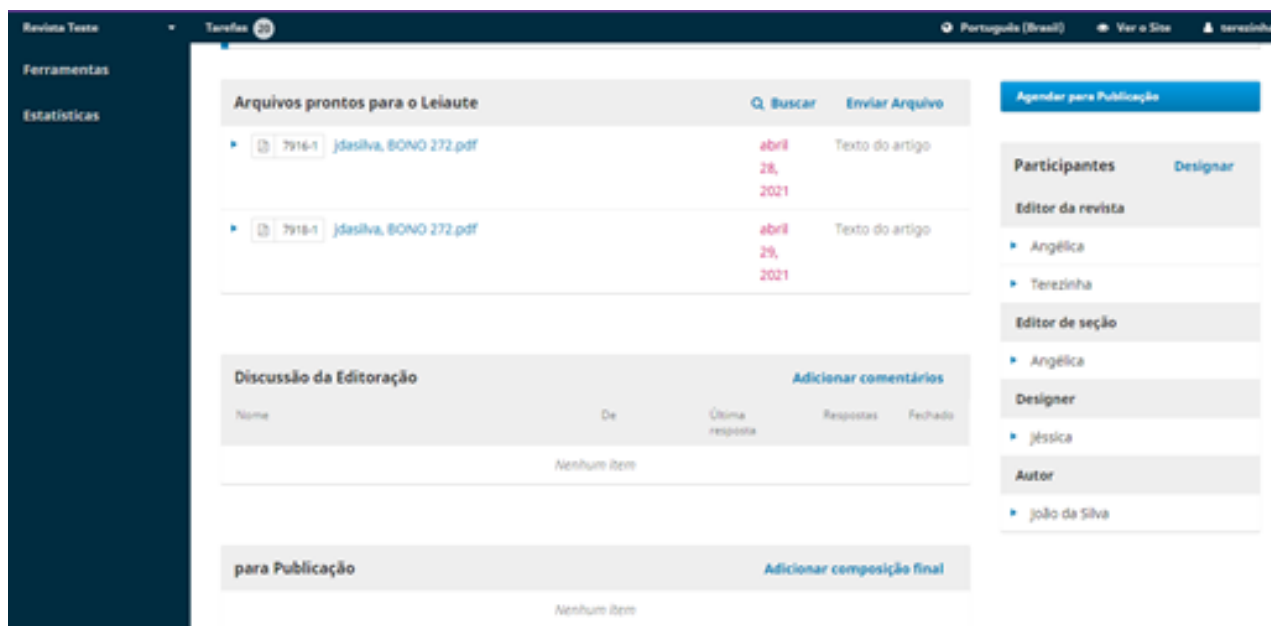 Revista Teste
Tarefas 20
Português (Brasil)
Ver o Site
terezinha
Ferramentas
Estatísticas
Arquivos prontos para o Leiaute
Buscar
Enviar Arquivo
7916-1 jdasilva, BONO 272.pdf
abril
28,
2021
Texto do artigo
7918-1 jdasilva, BONO 272.pdf
abril
29,
2021
Texto do artigo
Discussão da Editoração
Adicionar comentários
Nome
De
Última
resposta
Respostas
Fechado
Nenhum item
para Publicação
Adicionar composição final
Nenhum item
Agendar para Publicação
Participantes
Designar
Editor da revista
Angélica
Terezinha
Editor de seção
Angélica
Designer
Jéssica
Autor
João da Silva